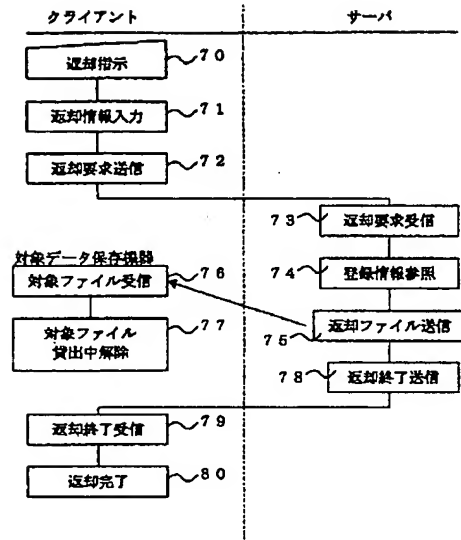 クライアント
サーバ
返却指示
70
返却情報入力
71
返却要求送信
72
73
返却要求受信
74
登録情報参照
対象データ保存機器
対象ファイル受信
76
75
返却ファイル送信
対象ファイル
貸出中解除
77
78
返却終了送信
返却終了受信
79
返却完了
80